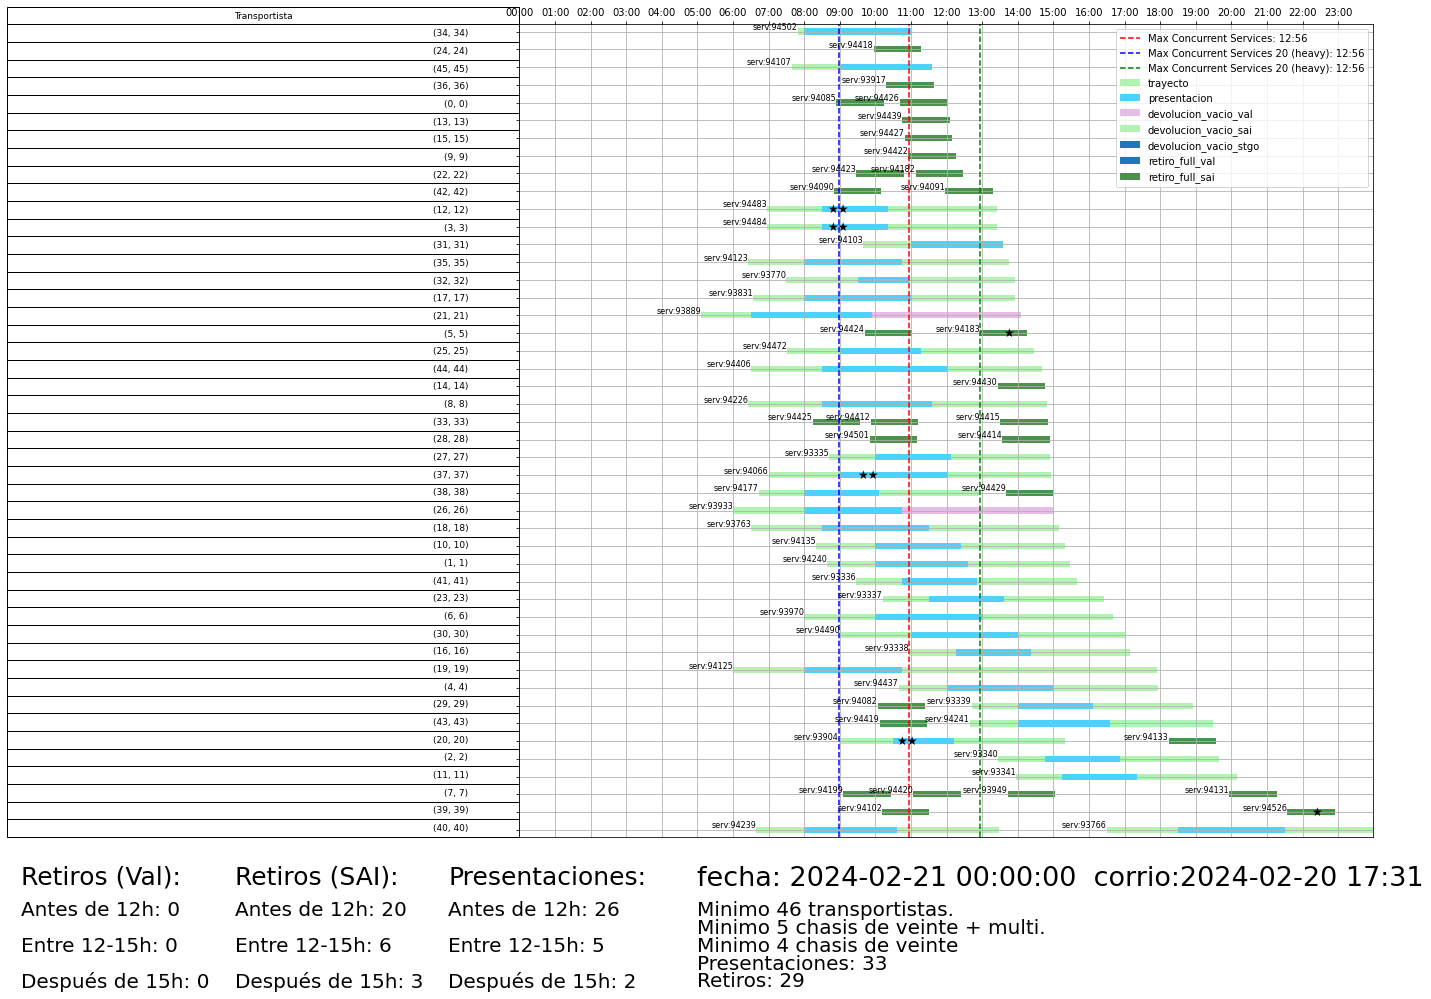 Transportista
00:00 01:00 02:00 03:00 04:00 05:00 06:00 07:00 08:00 09:00 10:00 11:00 12:00 13:00 14:00 15:00 16:00 17:00 18:00 19:00 20:00 21:00 22:00 23:00
Max Concurrent Services: 12:56
Max Concurrent Services 20 (heavy): 12:56
Max Concurrent Services 20 (heavy): 12:56
trayecto
presentacion
devolucion_vacio_val
devolucion_vacio_sai
devolucion_vacio_stgo
retiro_full_val
retiro_full_sai
(34, 34) serv:94502
(24, 24) serv:94418
(45, 45) serv:94107
(36, 36) serv:93917
(0, 0) serv:94085 serv:94426
(13, 13) serv:94439
(15, 15) serv:94427
(9, 9) serv:94422
(22, 22) serv:94423 serv:94182
(42, 42) serv:94090 serv:94091
(12, 12) serv:94483
(3, 3) serv:94484
(31, 31) serv:94103
(35, 35) serv:94123
(32, 32) serv:93770
(17, 17) serv:93831
(21, 21) serv:93889
(5, 5) serv:94424 serv:94183
(25, 25) serv:94472
(44, 44) serv:94406
(14, 14) serv:94430
(8, 8) serv:94226
(33, 33) serv:94425 serv:94412 serv:94415
(28, 28) serv:94501 serv:94414
(27, 27) serv:93335
(37, 37) serv:94066
(38, 38) serv:94177 serv:94429
(26, 26) serv:93933
(18, 18) serv:93763
(10, 10) serv:94135
(1, 1) serv:94240
(41, 41) serv:93336
(23, 23) serv:93337
(6, 6) serv:93970
(30, 30) serv:94490
(16, 16) serv:93338
(19, 19) serv:94125
(4, 4) serv:94437
(29, 29) serv:94082 serv:93339
(43, 43) serv:94419 serv:94241
(20, 20) serv:93904 serv:94133
(2, 2) serv:93340
(11, 11) serv:93341
(7, 7) serv:94199 serv:94420 serv:93949 serv:94131
(39, 39) serv:94102 serv:94526
(40, 40) serv:94239 serv:93766
Retiros (Val):
Antes de 12h: 0
Entre 12-15h: 0
Después de 15h: 0
Retiros (SAI):
Antes de 12h: 20
Entre 12-15h: 6
Después de 15h: 3
Presentaciones:
Antes de 12h: 26
Entre 12-15h: 5
Después de 15h: 2
fecha: 2024-02-21 00:00:00 corrio:2024-02-20 17:31
Minimo 46 transportistas.
Minimo 5 chasis de veinte + multi.
Minimo 4 chasis de veinte
Presentaciones: 33
Retiros: 29